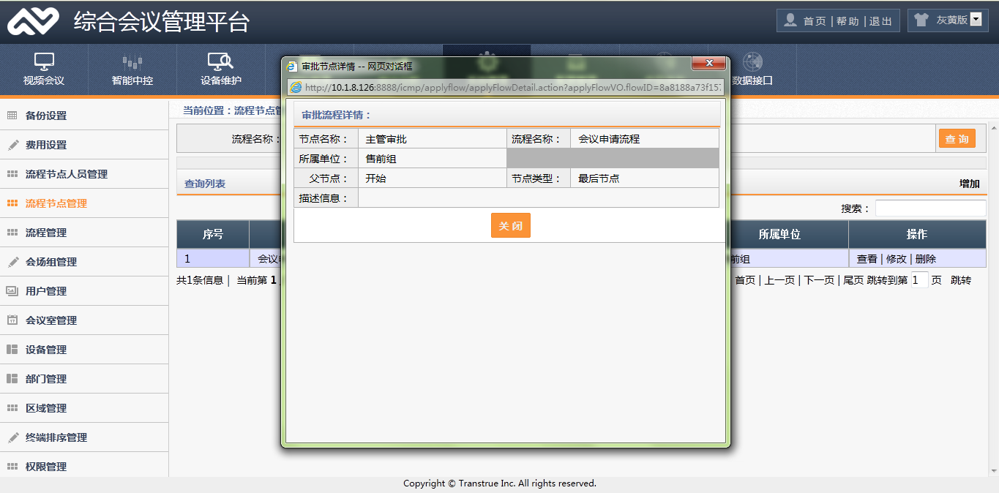 综合会议管理平台
首页 | 帮助 | 退出
灰黄版
视频会议
智能中控
设备维护
数据接口
备份设置
费用设置
流程节点人员管理
流程节点管理
流程管理
会场组管理
用户管理
会议室管理
设备管理
部门管理
区域管理
终端排序管理
权限管理
当前位置：流程节点管
流程名称：
查询
查询列表
增加
搜索：
序号
所属单位
操作
1
会议
前组
查看 | 修改 | 删除
共1条信息 | 当前第 1
首页 | 上一页 | 下一页 | 尾页 跳转到第 1 页 跳转
审批节点详情 -- 网页对话框
http://10.1.8.126:8888/icmp/applyflow/applyFlowDetail.action?applyFlowVO.flowID=8a8188a73f157
审批流程详情：
节点名称： 主管审批 流程名称： 会议申请流程
所属单位： 售前组
父节点： 开始 节点类型： 最后节点
描述信息：
关闭
Copyright © Transtrue Inc. All rights reserved.